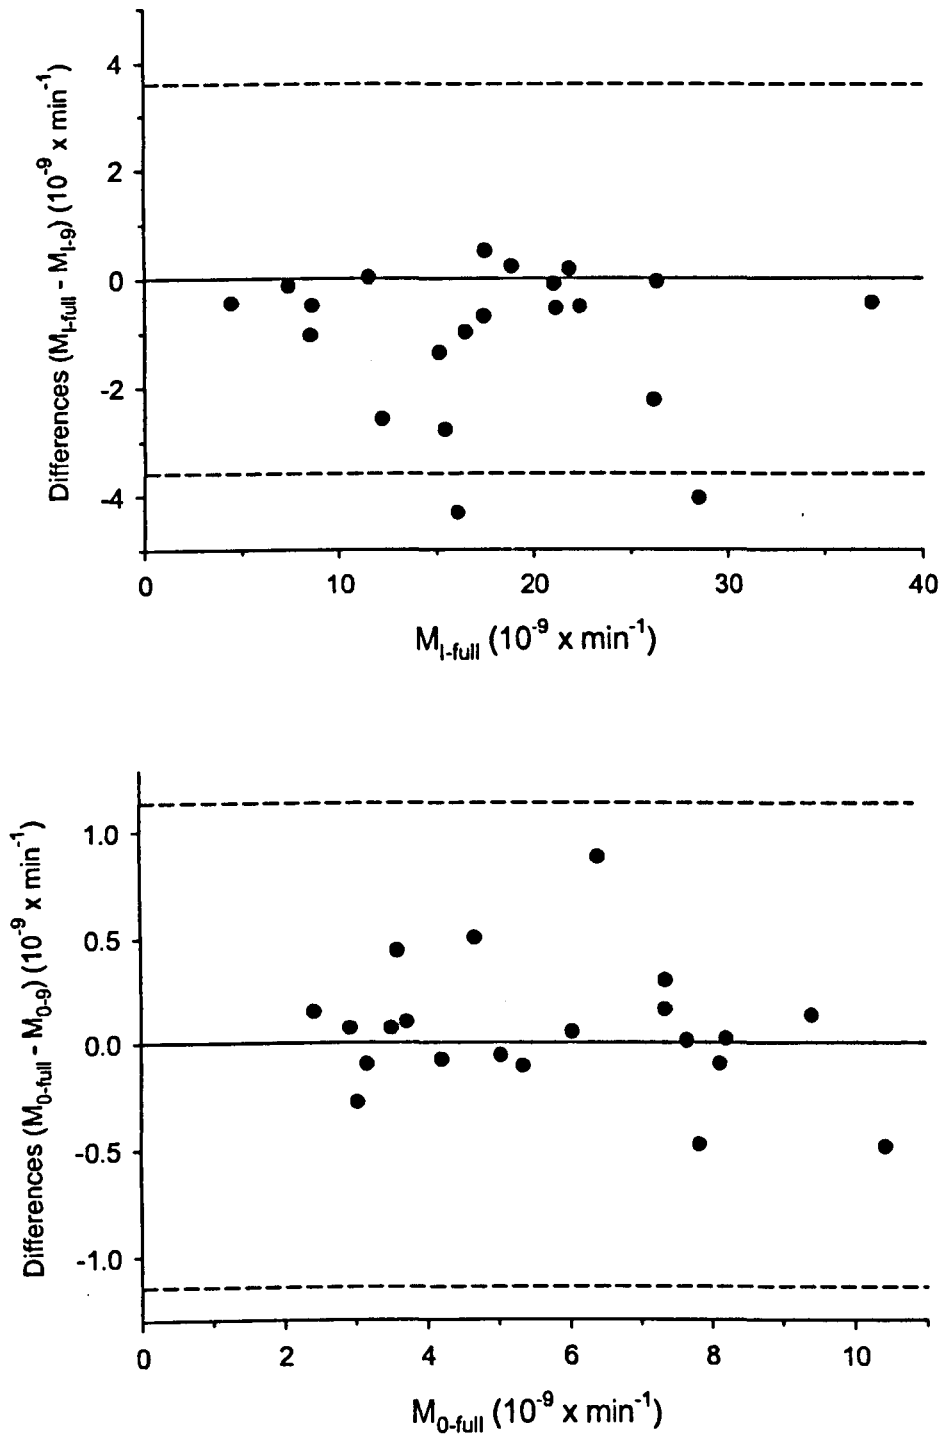 Differences (M_I-full - M_I-9) (10^-9 x min^-1)
4
2
0
-2
-4
0 10 20 30 40
M_I-full (10^-9 x min^-1)
Differences (M_0-full - M_0-9) (10^-9 x min^-1)
1.0
0.5
0.0
-0.5
-1.0
0 2 4 6 8 10
M_0-full (10^-9 x min^-1)